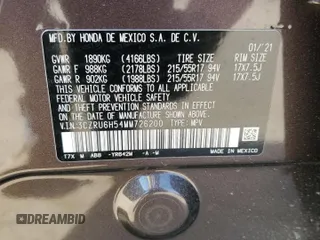 MFD.BY HONDA DE MEXICO S.A. DE C.V.
01/'21
GVWR 1890KG (4166LBS) TIRE SIZE RIM SIZE
GAWR F 988KG (2178LBS) 215/55R17 94V 17X7.5J
GAWR R 902KG (1988LBS) 215/55R17 94V 17X7.5J
THIS VEHICLE CONFORMS TO ALL APPLICABLE
FEDERAL MOTOR VEHICLE SAFETY, BUMPER, AND
THEFT PREVENTION STANDARDS IN EFFECT ON THE
DATE OF MANUFACTURE SHOWN ABOVE.
V.I.N:3CZRU6H54MM726200 TYPE: MPV
MADE IN MEXICO